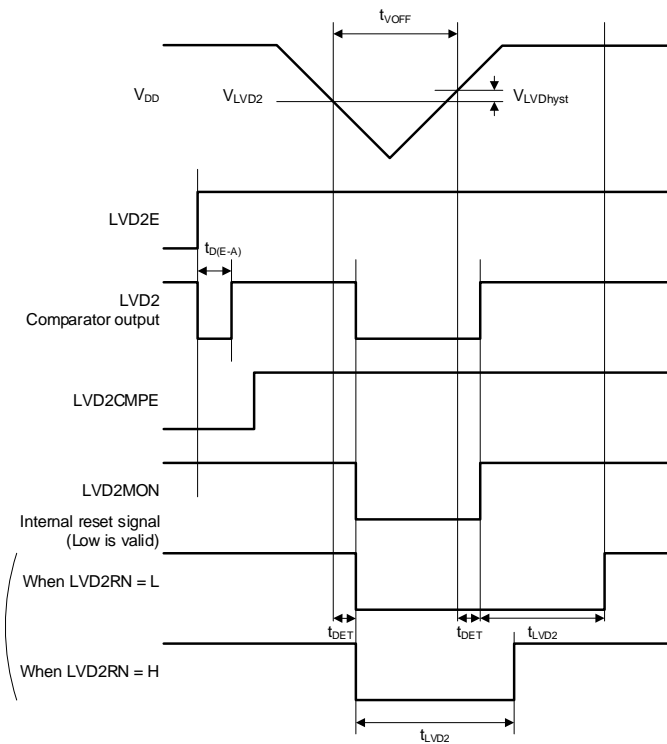 tVOFF
VDD
VLVD2
VLVDhyst
LVD2E
tD(E-A)
LVD2
Comparator output
LVD2CMPE
LVD2MON
Internal reset signal
(Low is valid)
When LVD2RN = L
tDET
tDET
tLVD2
When LVD2RN = H
tLVD2